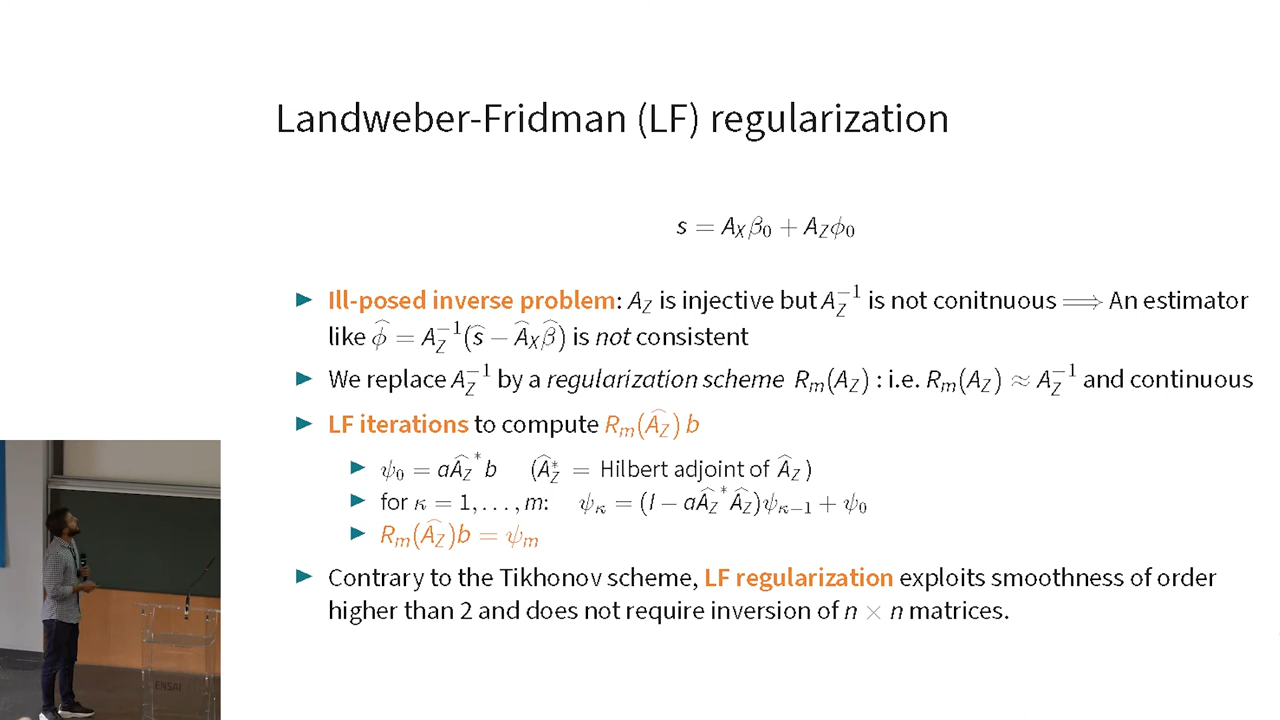 Landweber-Fridman (LF) regularization
s = A_X β_0 + A_Z ϕ_0
► Ill-posed inverse problem: A_Z is injective but A_Z^{-1} is not conitnuous ⟹ An estimator
like ϕ̂ = A_Z^{-1}(ŝ − Â_X β̂) is not consistent
► We replace A_Z^{-1} by a regularization scheme R_m(A_Z) : i.e. R_m(A_Z) ≈ A_Z^{-1} and continuous
► LF iterations to compute R_m(Â_Z) b
► ψ_0 = aÂ_Z^* b (Â_Z^* = Hilbert adjoint of Â_Z )
► for κ = 1, . . . , m: ψ_κ = (I − aÂ_Z^* Â_Z)ψ_{κ−1} + ψ_0
► R_m(Â_Z)b = ψ_m
► Contrary to the Tikhonov scheme, LF regularization exploits smoothness of order
higher than 2 and does not require inversion of n × n matrices.
ENSAI